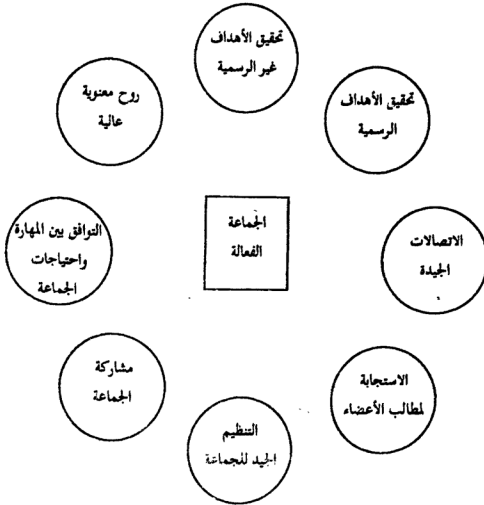 تحقيق الأهداف
غير الرسمية
تحقيق الأهداف
الرسمية
روح معنوية
عالية
الجماعة
الفعالة
الاتصالات
الجيدة
التوافق بين المهارة
واحتياجات
الجماعة
الاستجابة
لمطالب الأعضاء
مشاركة
الجماعة
التنظيم
الجيد للجماعة